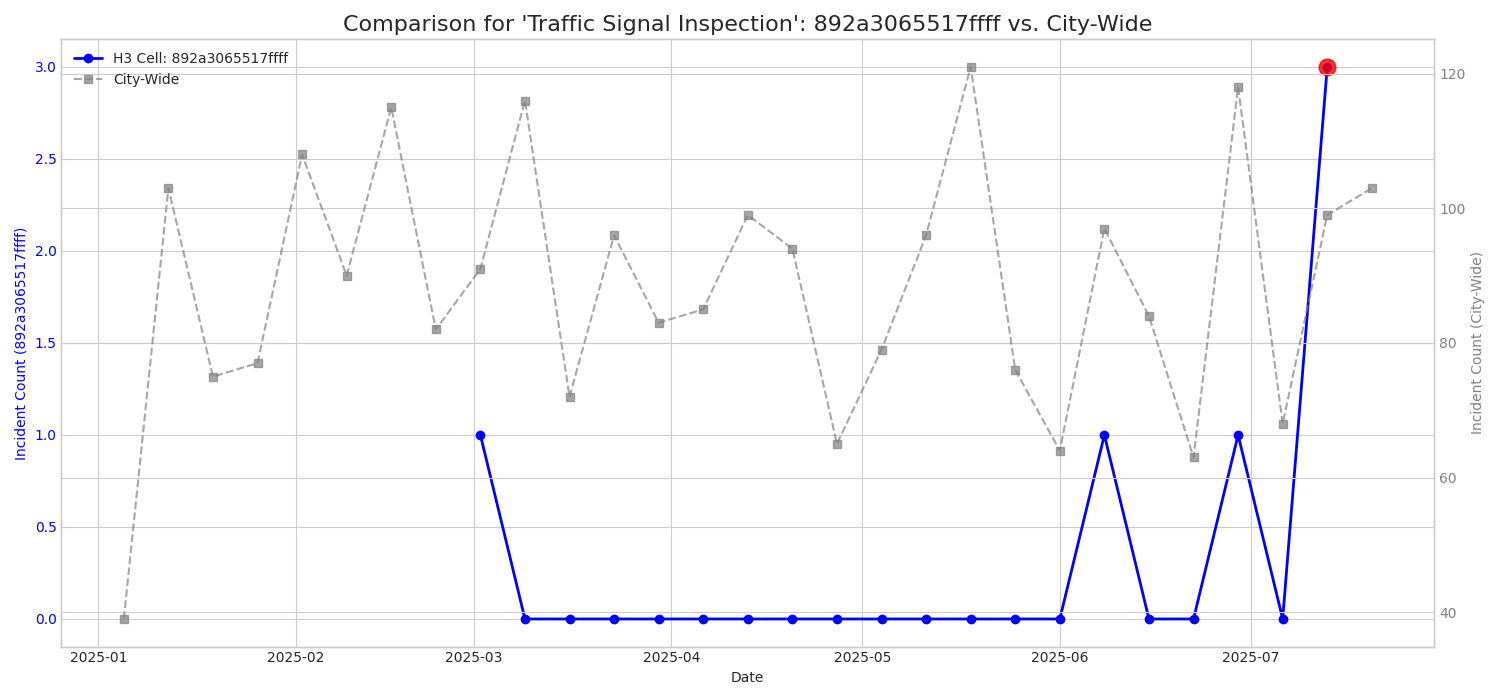 Comparison for 'Traffic Signal Inspection': 892a3065517ffff vs. City-Wide
H3 Cell: 892a3065517ffff
City-Wide
Incident Count (892a3065517ffff)
3.0
2.5
2.0
1.5
1.0
0.5
0.0
120
100
80
60
40
Incident Count (City-Wide)
2025-01 2025-02 2025-03 2025-04 2025-05 2025-06 2025-07
Date